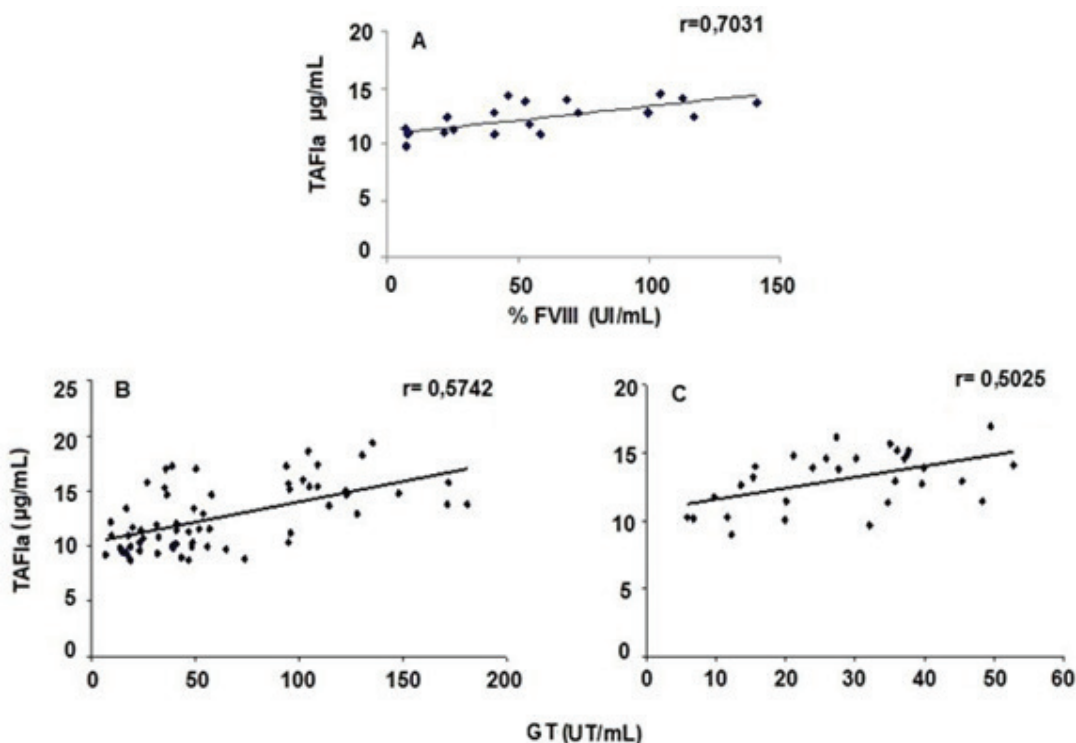 A
r=0,7031
TAFIa µg/mL
20
15
10
5
0
0 50 100 150
% FVIII (UI/mL)
B
r= 0,5742
TAFIa (µg/mL)
25
20
15
10
5
0
0 50 100 150 200
C
r= 0,5025
20
15
10
5
0
0 10 20 30 40 50 60
GT (UT/mL)